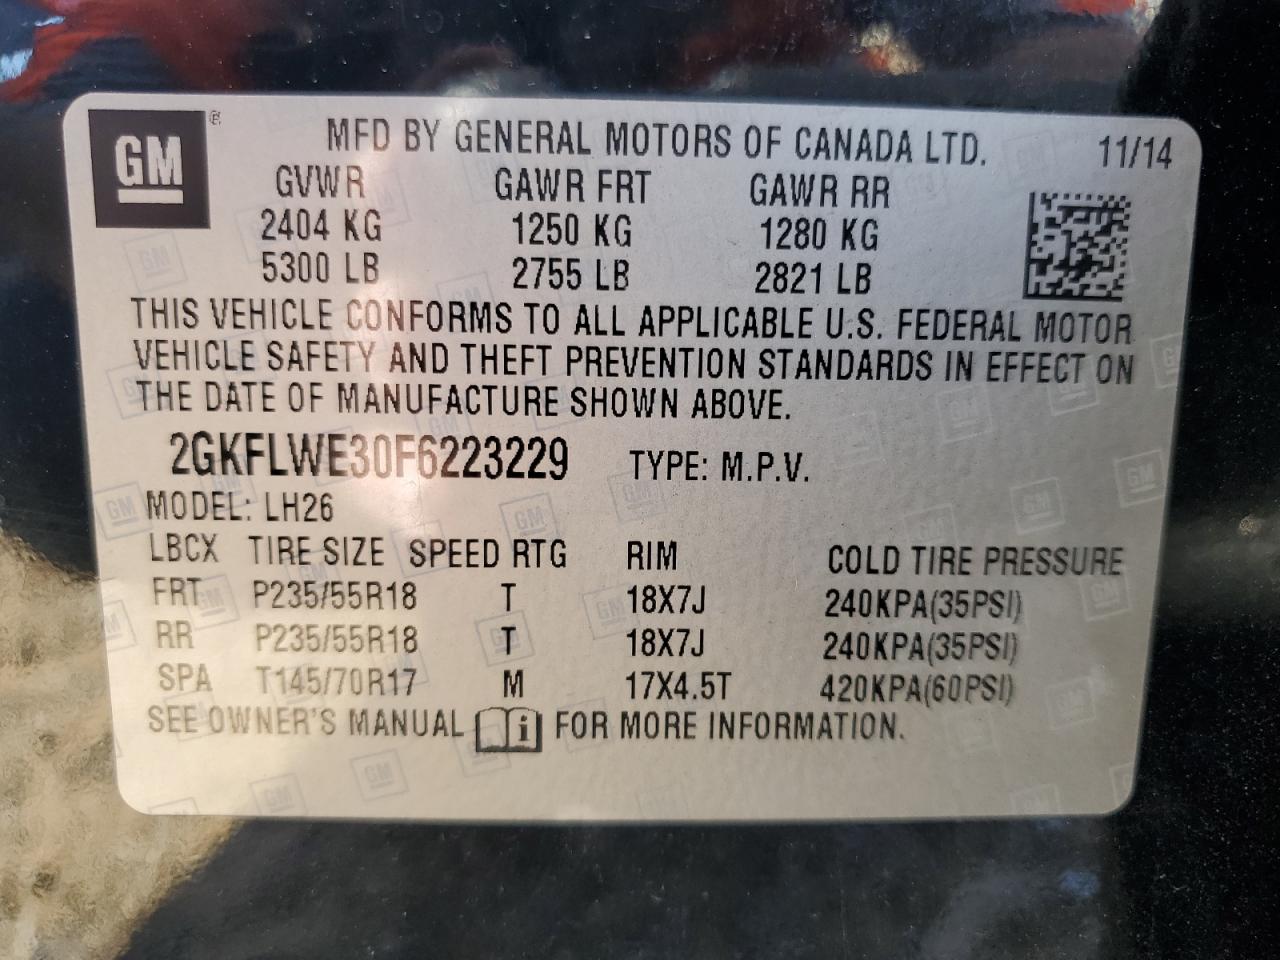 GM ®
MFD BY GENERAL MOTORS OF CANADA LTD. 11/14
GVWR GAWR FRT GAWR RR
2404 KG 1250 KG 1280 KG
5300 LB 2755 LB 2821 LB
THIS VEHICLE CONFORMS TO ALL APPLICABLE U.S. FEDERAL MOTOR
VEHICLE SAFETY AND THEFT PREVENTION STANDARDS IN EFFECT ON
THE DATE OF MANUFACTURE SHOWN ABOVE.
2GKFLWE30F6223229 TYPE: M.P.V.
MODEL: LH26
LBCX TIRE SIZE SPEED RTG RIM COLD TIRE PRESSURE
FRT P235/55R18 T 18X7J 240KPA(35PSI)
RR P235/55R18 T 18X7J 240KPA(35PSI)
SPA T145/70R17 M 17X4.5T 420KPA(60PSI)
SEE OWNER'S MANUAL i FOR MORE INFORMATION.